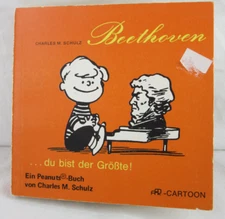 CHARLES M. SCHULZ
Beethoven
...du bist der Größte!
Ein Peanuts®-Buch
von Charles M. Schulz
-CARTOON